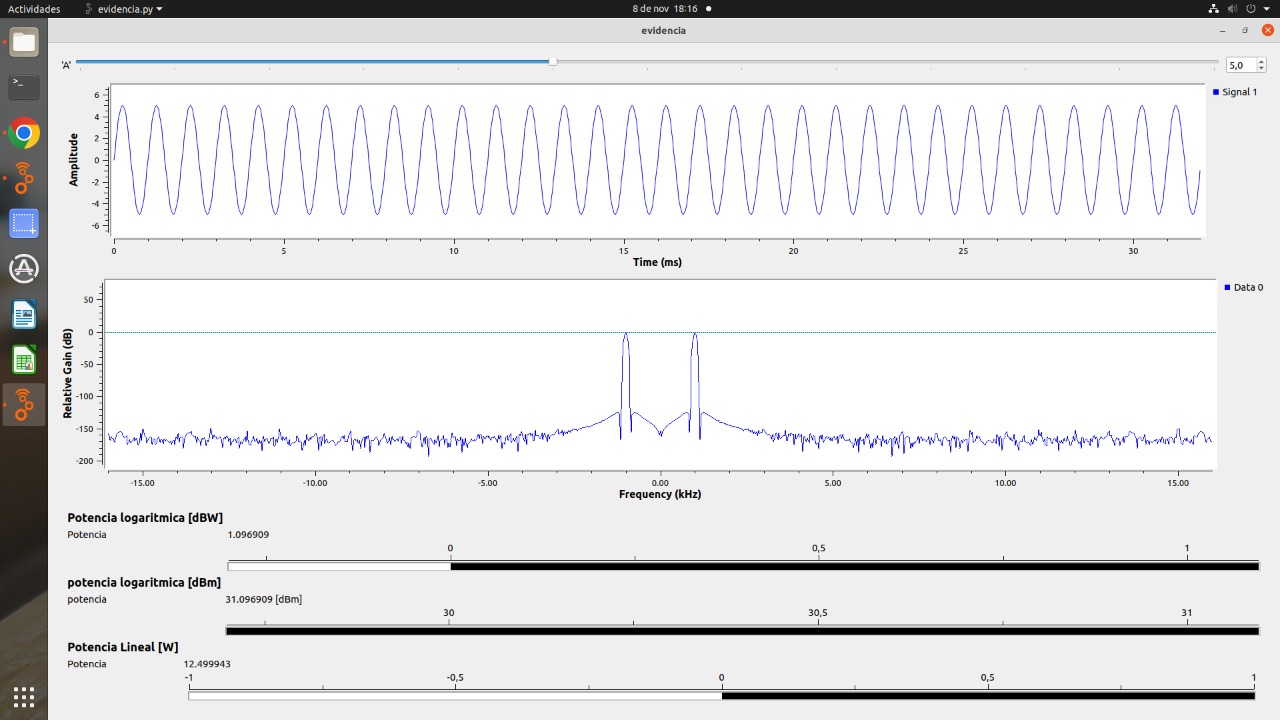 Actividades evidencia.py 8 de nov 18:16
evidencia
'A' 5,0
Signal 1
6
4
2
0
-2
-4
-6
Amplitude
0 5 10 15 20 25 30
Time (ms)
Data 0
50
0
-50
-100
-150
-200
Relative Gain (dB)
-15.00 -10.00 -5.00 0.00 5.00 10.00 15.00
Frequency (kHz)
Potencia logaritmica [dBW]
Potencia 1.096909
0 0,5 1
potencia logaritmica [dBm]
potencia 31.096909 [dBm]
30 30,5 31
Potencia Lineal [W]
Potencia 12.499943
-1 -0,5 0 0,5 1